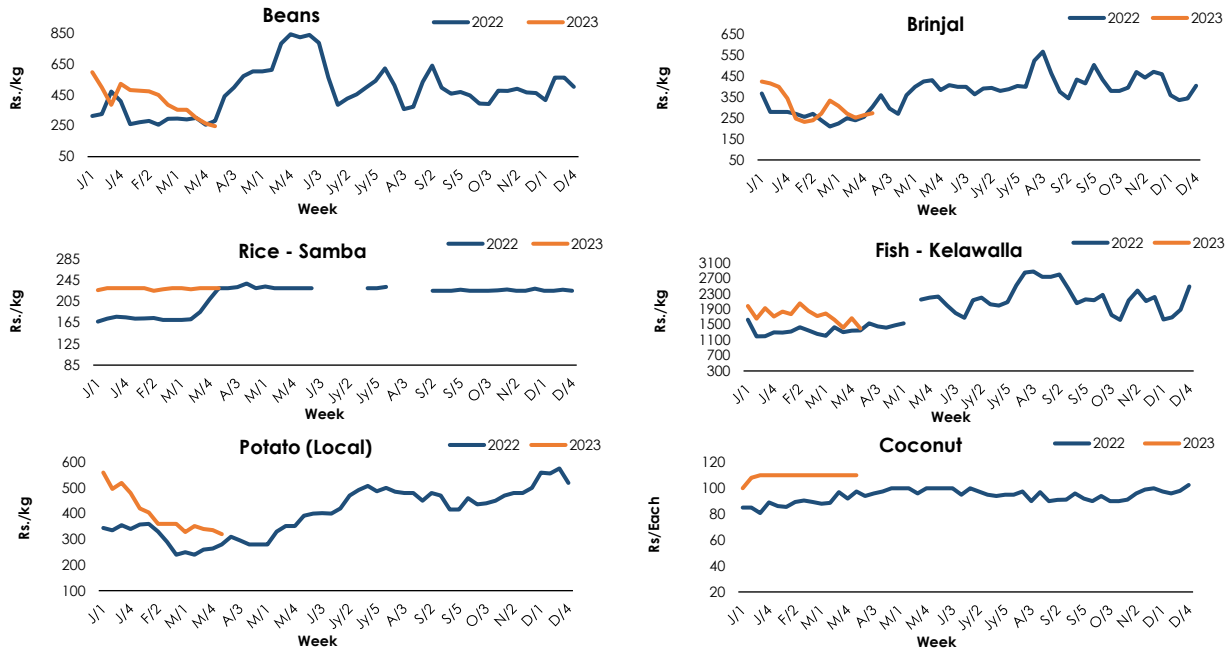 Beans
2022
2023
Rs./kg
850
650
450
250
50
J/1
J/4
F/2
M/1
M/4
A/3
M/1
M/4
J/3
Jy/2
Jy/5
A/3
S/2
S/5
O/3
N/2
D/1
D/4
Week
Brinjal
2022
2023
Rs./kg
650
550
450
350
250
150
50
J/1
J/4
F/2
M/1
M/4
A/3
M/1
M/4
J/3
Jy/2
Jy/5
A/3
S/2
S/5
O/3
N/2
D/1
D/4
Week
Rice - Samba
2022
2023
Rs./kg
285
245
205
165
125
85
J/1
J/4
F/2
M/1
M/4
A/3
M/1
M/4
J/3
Jy/2
Jy/5
A/3
S/2
S/5
O/3
N/2
D/1
D/4
Week
Fish - Kelawalla
2022
2023
Rs./kg
3100
2700
2300
1900
1500
1100
700
300
J/1
J/4
F/2
M/1
M/4
A/3
M/1
M/4
J/3
Jy/2
Jy/5
A/3
S/2
S/5
O/3
N/2
D/1
D/4
Week
Potato (Local)
2022
2023
Rs./kg
600
500
400
300
200
100
J/1
J/4
F/2
M/1
M/4
A/3
M/1
M/4
J/3
Jy/2
Jy/5
A/3
S/2
S/5
O/3
N/2
D/1
D/4
Week
Coconut
2022
2023
Rs/Each
120
100
80
60
40
20
J/1
J/4
F/2
M/1
M/4
A/3
M/1
M/4
J/3
Jy/2
Jy/5
A/3
S/2
S/5
O/3
N/2
D/1
D/4
Week